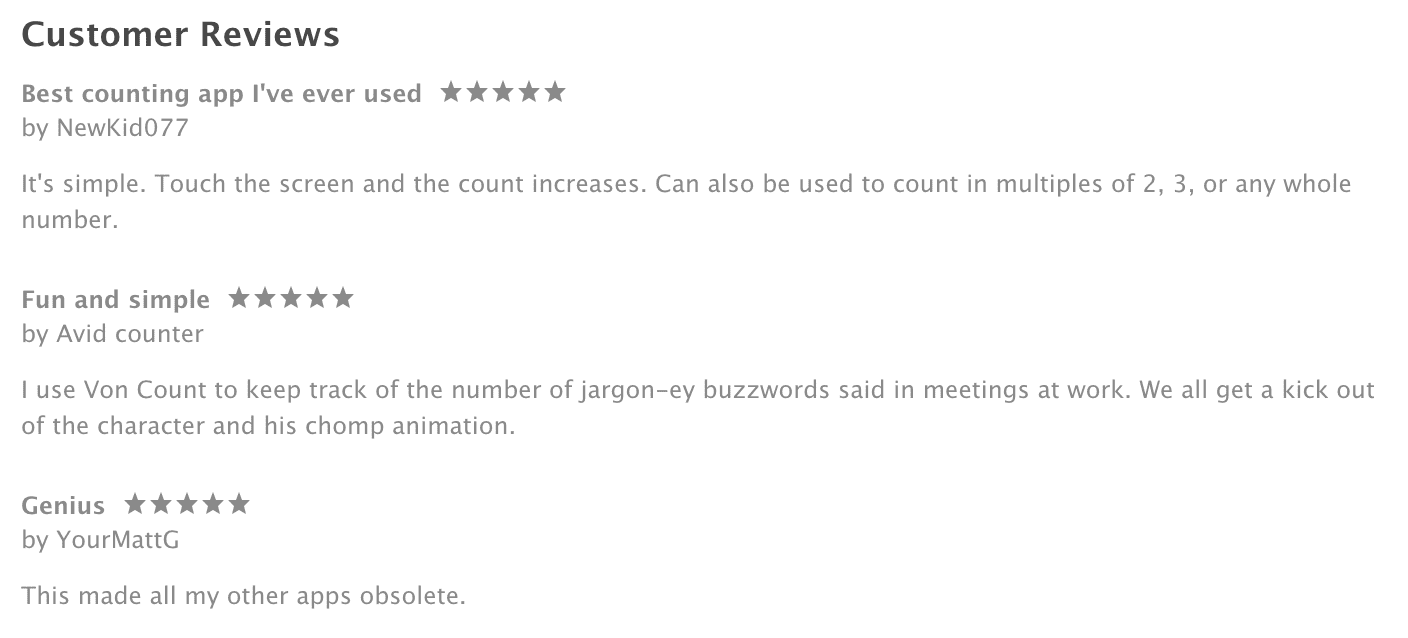 Customer Reviews
Best counting app I've ever used ★★★★★
by NewKid077
It's simple. Touch the screen and the count increases. Can also be used to count in multiples of 2, 3, or any whole
number.
Fun and simple ★★★★★
by Avid counter
I use Von Count to keep track of the number of jargon-ey buzzwords said in meetings at work. We all get a kick out
of the character and his chomp animation.
Genius ★★★★★
by YourMattG
This made all my other apps obsolete.